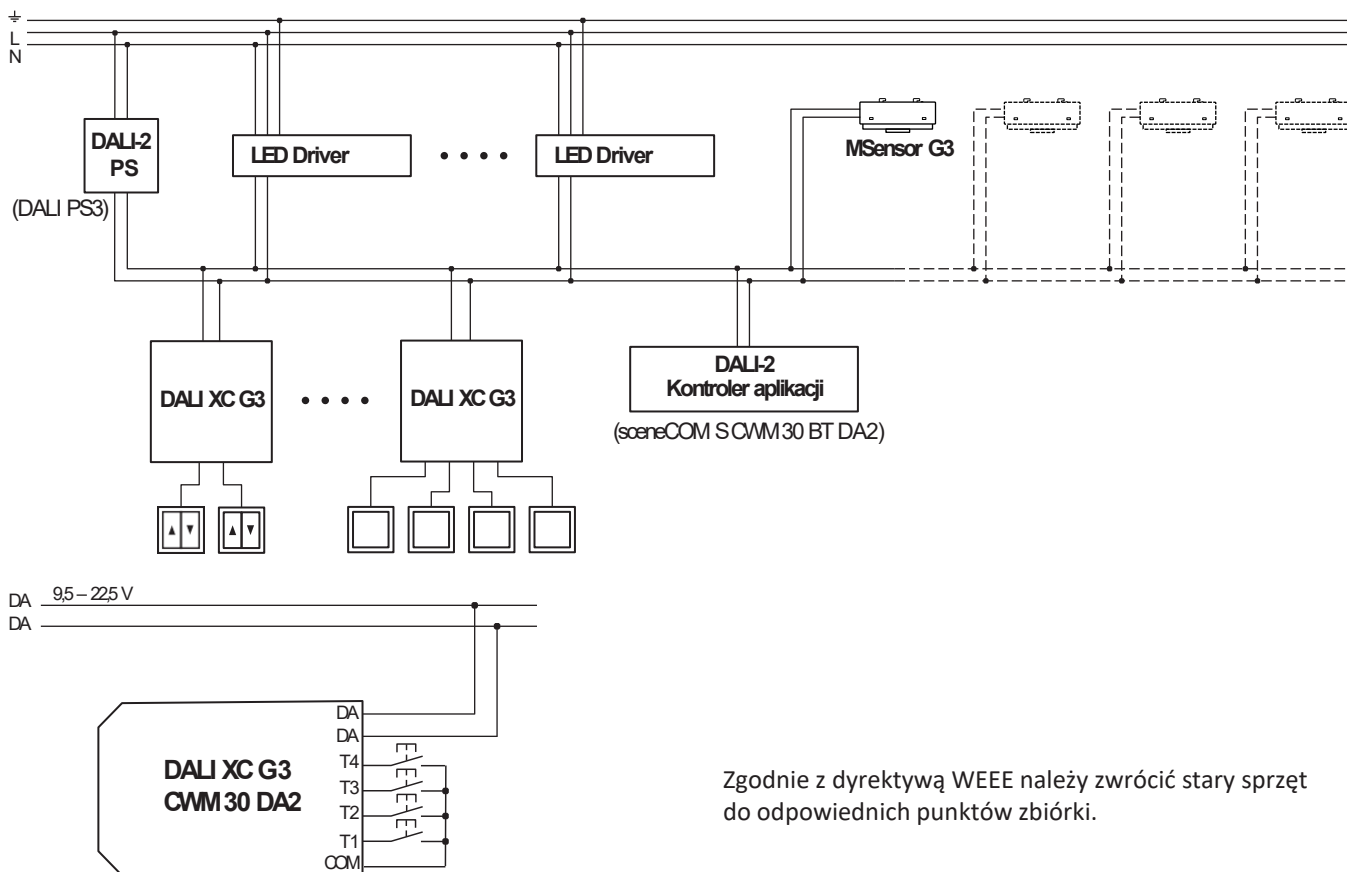 L
N
DALI-2
PS
(DALI PS3)
LED Driver
LED Driver
MSensor G3
DALI XC G3
DALI XC G3
DALI-2
Kontroler aplikacji
(sceneCOM S CWM 30 BT DA2)
DA 9,5 – 22,5 V
DA
DA
DA
T4
T3
T2
T1
COM
DALI XC G3
CWM 30 DA2
Zgodnie z dyrektywą WEEE należy zwrócić stary sprzęt
do odpowiednich punktów zbiórki.